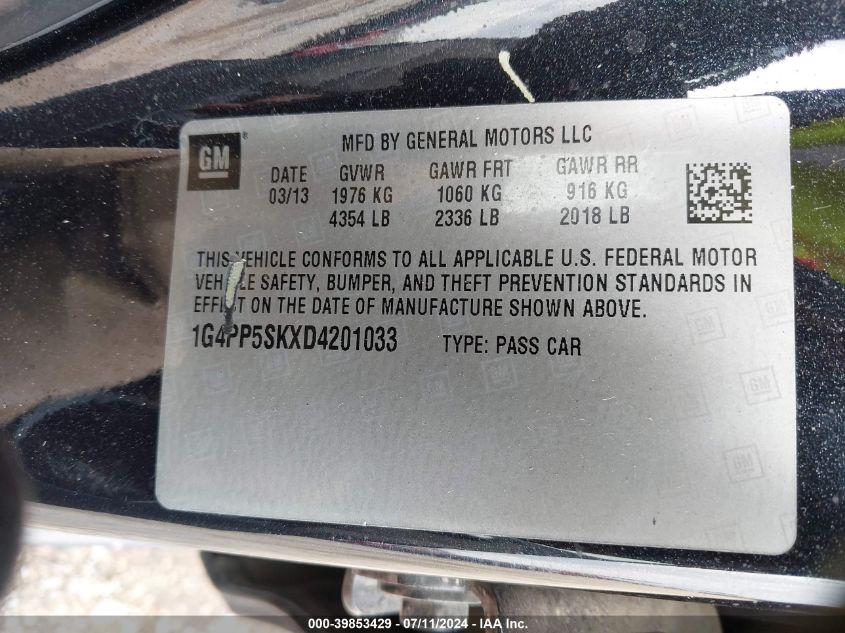 GM ® MFD BY GENERAL MOTORS LLC
DATE GVWR GAWR FRT GAWR RR
03/13 1976 KG 1060 KG 916 KG
4354 LB 2336 LB 2018 LB
THIS VEHICLE CONFORMS TO ALL APPLICABLE U.S. FEDERAL MOTOR
VEHICLE SAFETY, BUMPER, AND THEFT PREVENTION STANDARDS IN
EFFECT ON THE DATE OF MANUFACTURE SHOWN ABOVE.
1G4PP5SKXD4201033 TYPE: PASS CAR
000-39853429 - 07/11/2024 - IAA Inc.